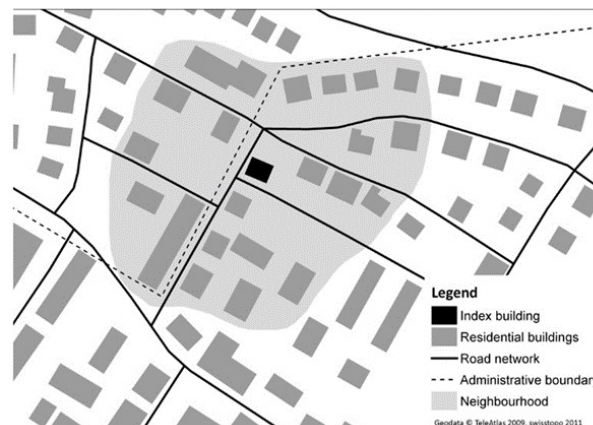 Legend
Index building
Residential buildings
Road network
Administrative boundar
Neighbourhood
Geodata © TeleAtlas 2009, swisstopo 2011